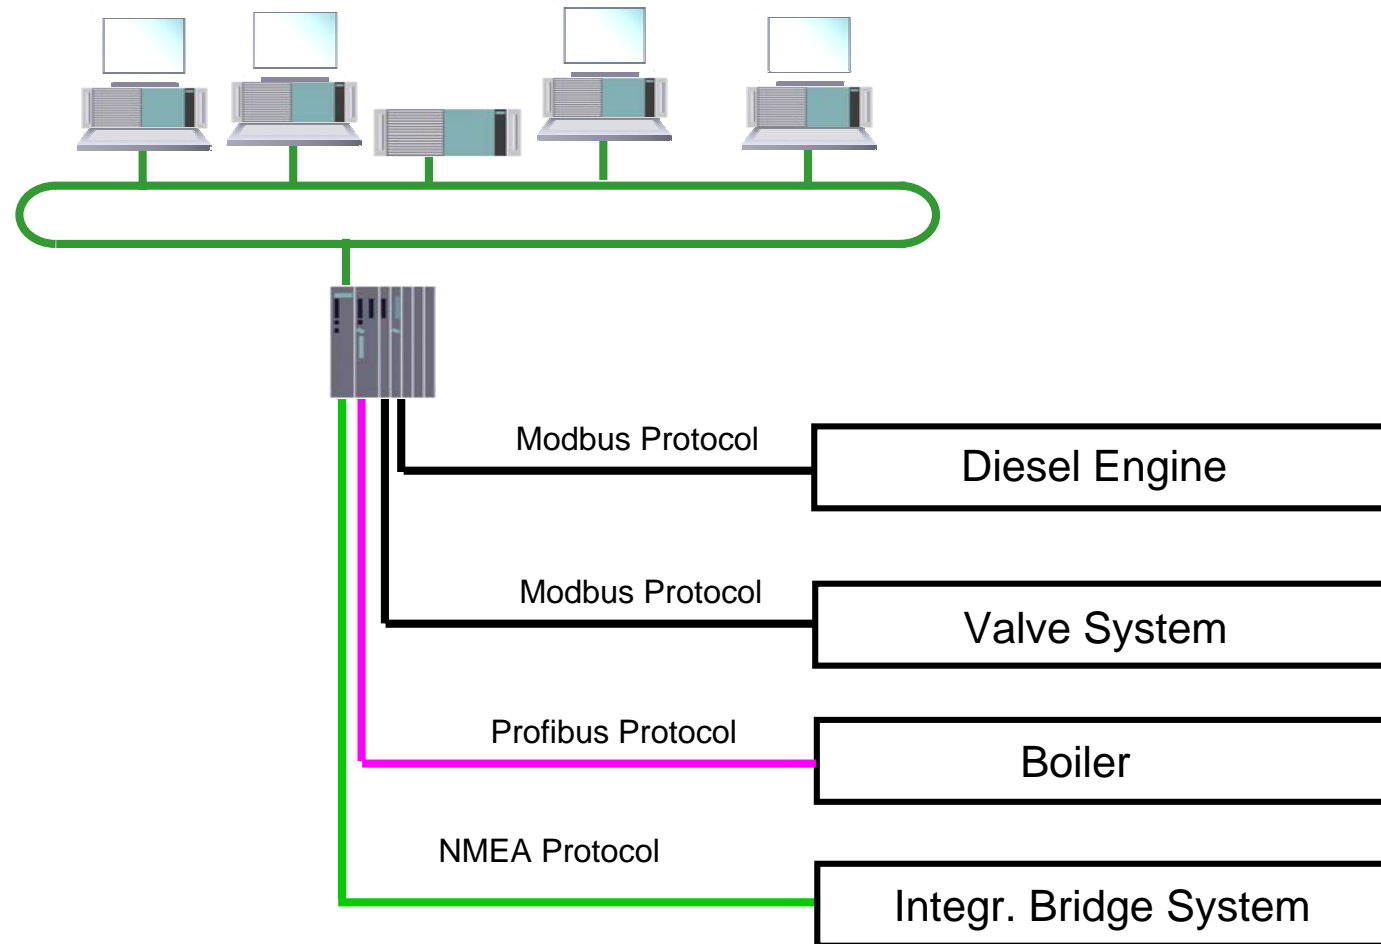 Modbus Protocol
Diesel Engine
Modbus Protocol
Valve System
Profibus Protocol
Boiler
NMEA Protocol
Integr. Bridge System